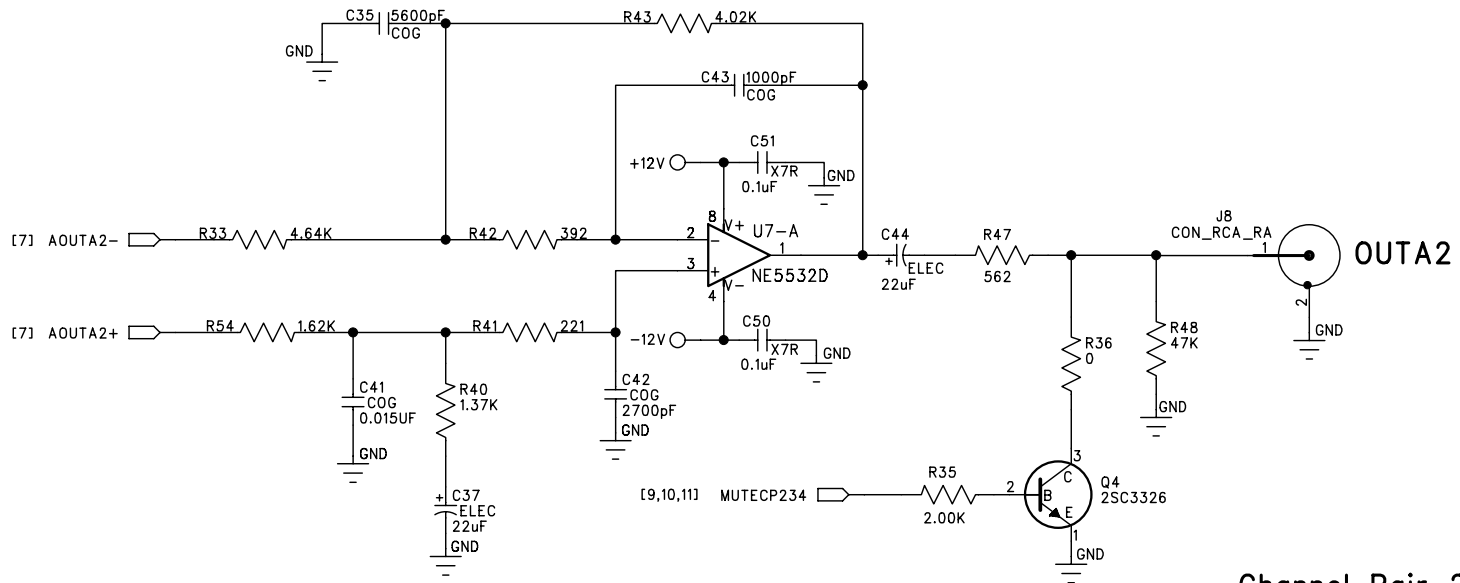 C35 5600pF
COG
GND
R43 4.02K
C43 1000pF
COG
C51
+12V
X7R
0.1uF
GND
[7] AOUTA2-
R33 4.64K
R42 392
2
-
8
V+
U7-A
1
3
+
V-
4
NE5532D
C44
+
ELEC
22uF
R47
562
J8
CON_RCA_RA
1
OUTA2
2
GND
[7] AOUTA2+
R54 1.62K
R41 221
-12V
C50
X7R
0.1uF
GND
R36
0
R48
47K
GND
C41
COG
0.015UF
GND
R40
1.37K
C42
COG
2700pF
GND
+
C37
ELEC
22uF
GND
[9,10,11] MUTECP234
R35
2.00K
2
B
3
C
E
1
Q4
2SC3326
GND
Channel Pair 2